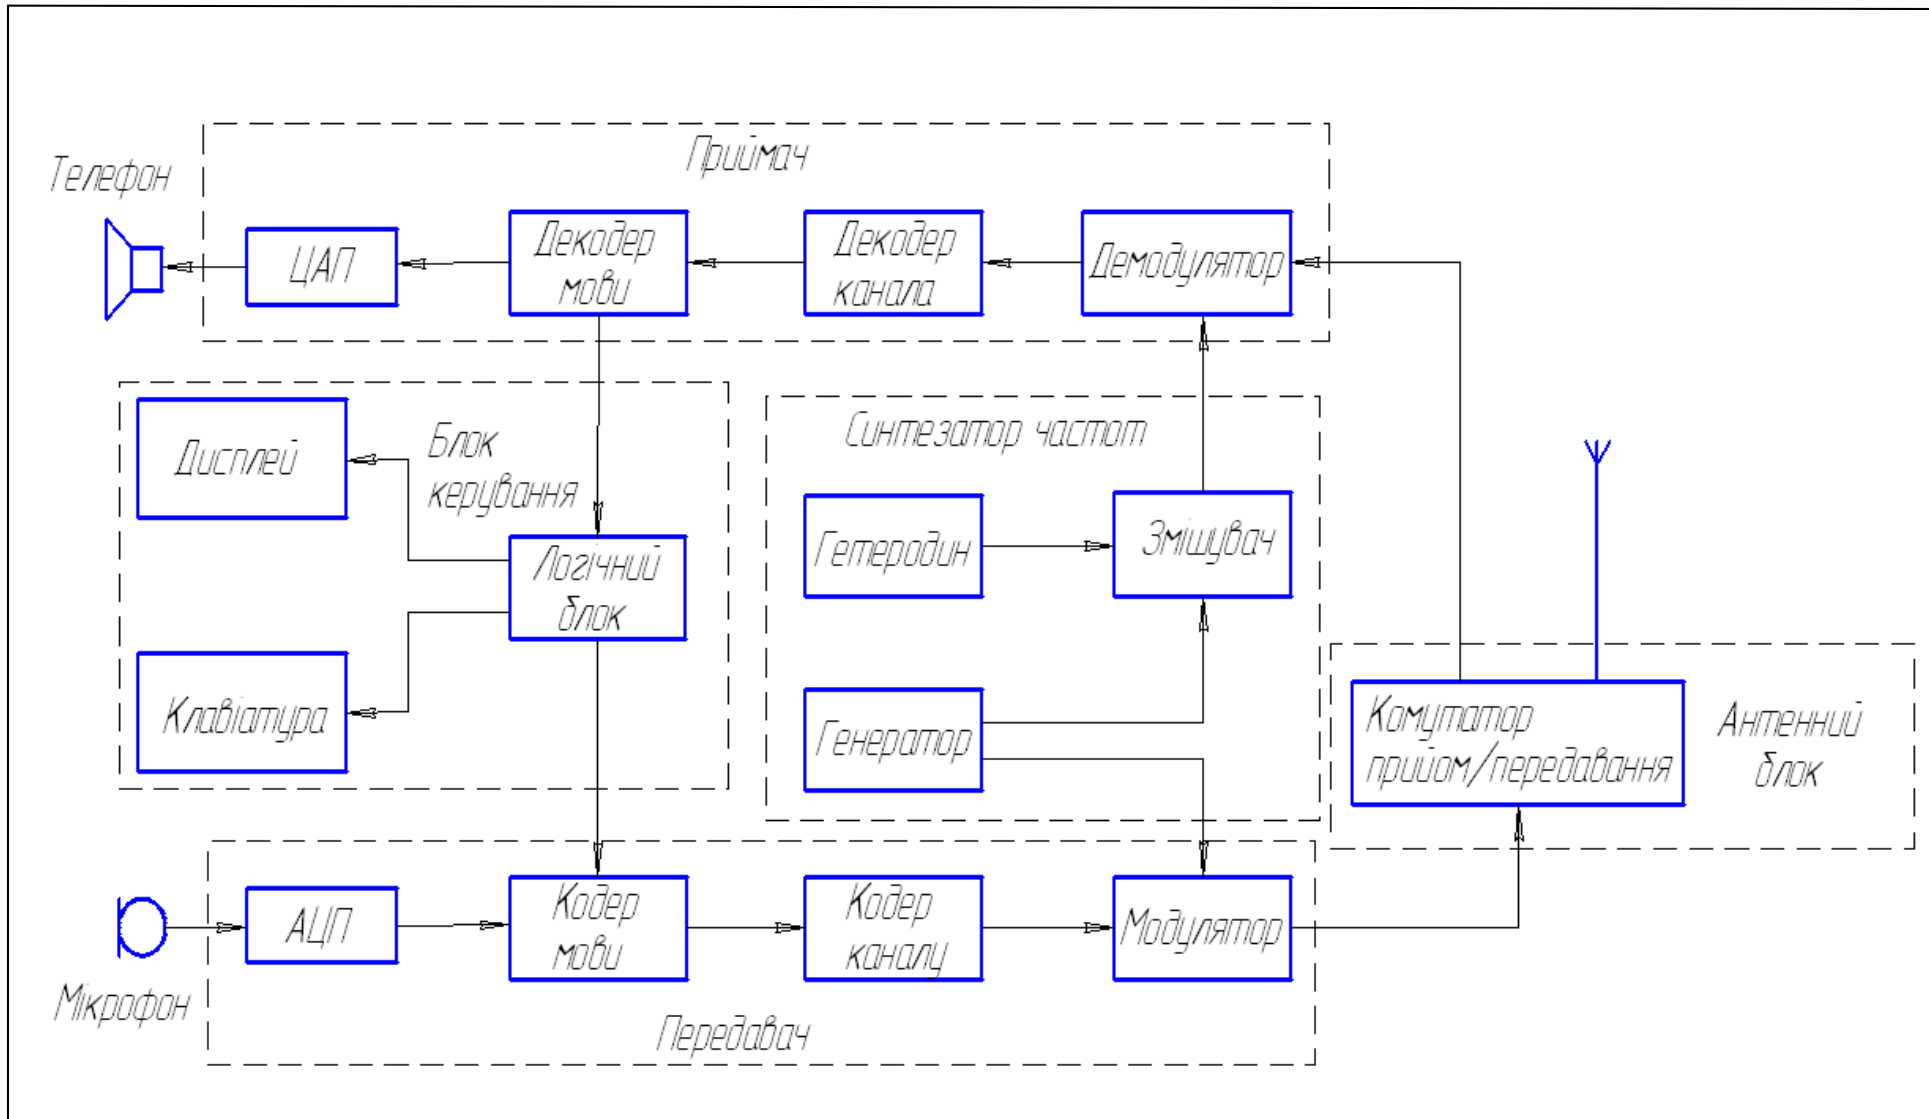 Приймач
Телефон
ЦАП
Декодер
мови
Декодер
канала
Демодулятор
Дисплей
Блок
керування
Логічний
блок
Клавіатура
Синтезатор частот
Гетеродин
Змішувач
Генератор
Комутатор
прийом/передавання
Антенний
блок
АЦП
Кодер
мови
Кодер
каналу
Модулятор
Мікрофон
Передавач